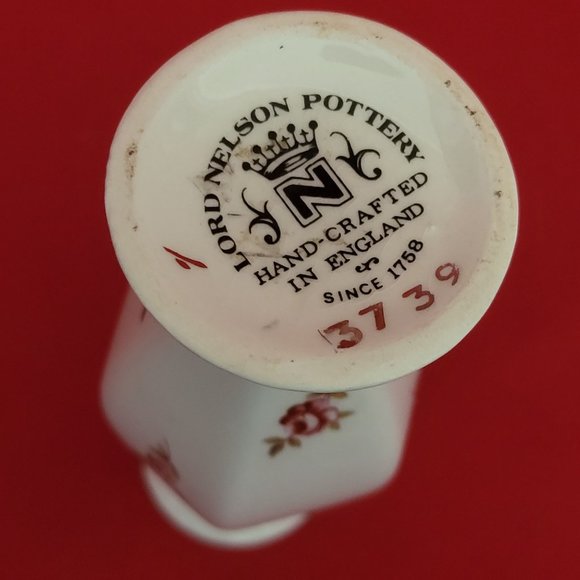 LORD NELSON POTTERY
N
HAND-CRAFTED
IN ENGLAND
SINCE 1758
3739